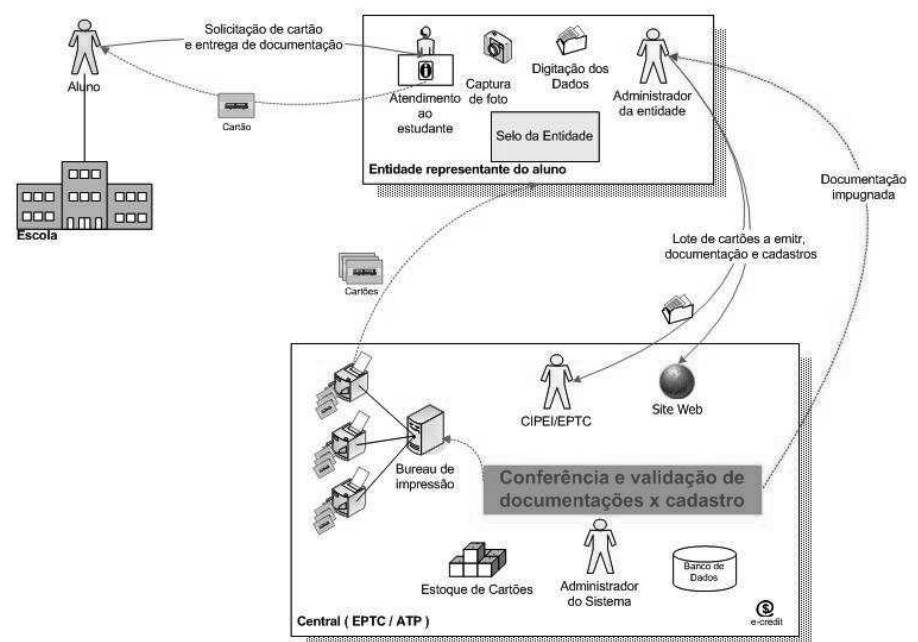 Solicitação de cartão
e entrega de documentação
Aluno
Cartão
Escola
Atendimento
ao
estudante
Captura
de foto
Digitação dos
Dados
Administrador
da entidade
Selo da Entidade
Entidade representante do aluno
Documentação
impugnada
Lote de cartões a emitr,
documentação e cadastros
Cartões
CIPEI/EPTC
Site Web
Bureau de
impressão
Conferência e validação de
documentações x cadastro
Estoque de Cartões
Administrador
do Sistema
Banco de
Dados
Central ( EPTC / ATP )
e-credit